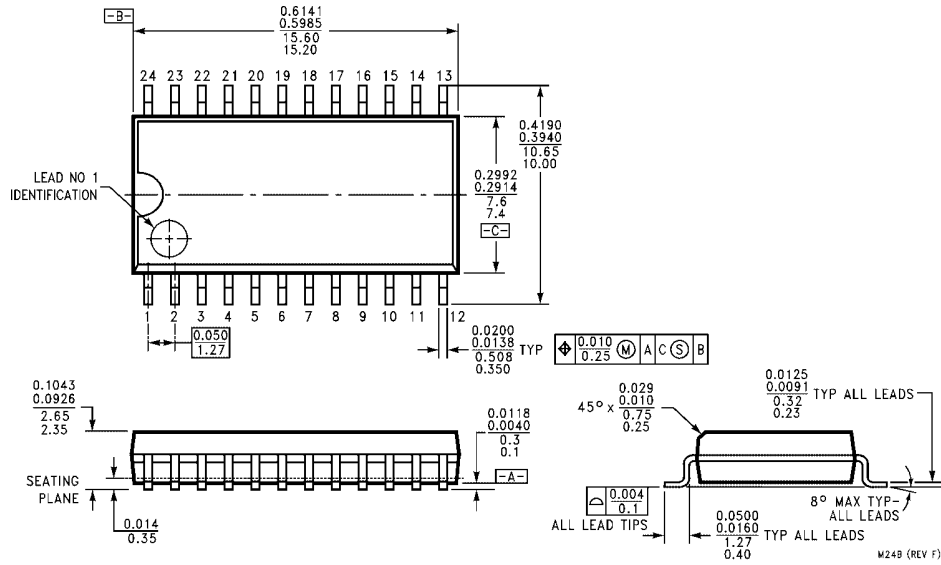 -B-
0.6141
0.5985
15.60
15.20
24 23 22 21 20 19 18 17 16 15 14 13
LEAD NO 1
IDENTIFICATION
0.2992
0.2914
7.6
7.4
-C-
0.4190
0.3940
10.65
10.00
1 2 3 4 5 6 7 8 9 10 11 12
0.050
1.27
0.0200
0.0138
0.508
0.350
TYP
⌖ 0.010 0.25 Ⓜ A C Ⓢ B
0.1043
0.0926
2.65
2.35
SEATING
PLANE
0.014
0.35
0.0118
0.0040
0.3
0.1
-A-
45° x
0.029
0.010
0.75
0.25
0.0125
0.0091
0.32
0.23
TYP ALL LEADS
0.004
0.1
ALL LEAD TIPS
0.0500
0.0160
1.27
0.40
TYP ALL LEADS
8° MAX TYP-
ALL LEADS
M24B (REV F)